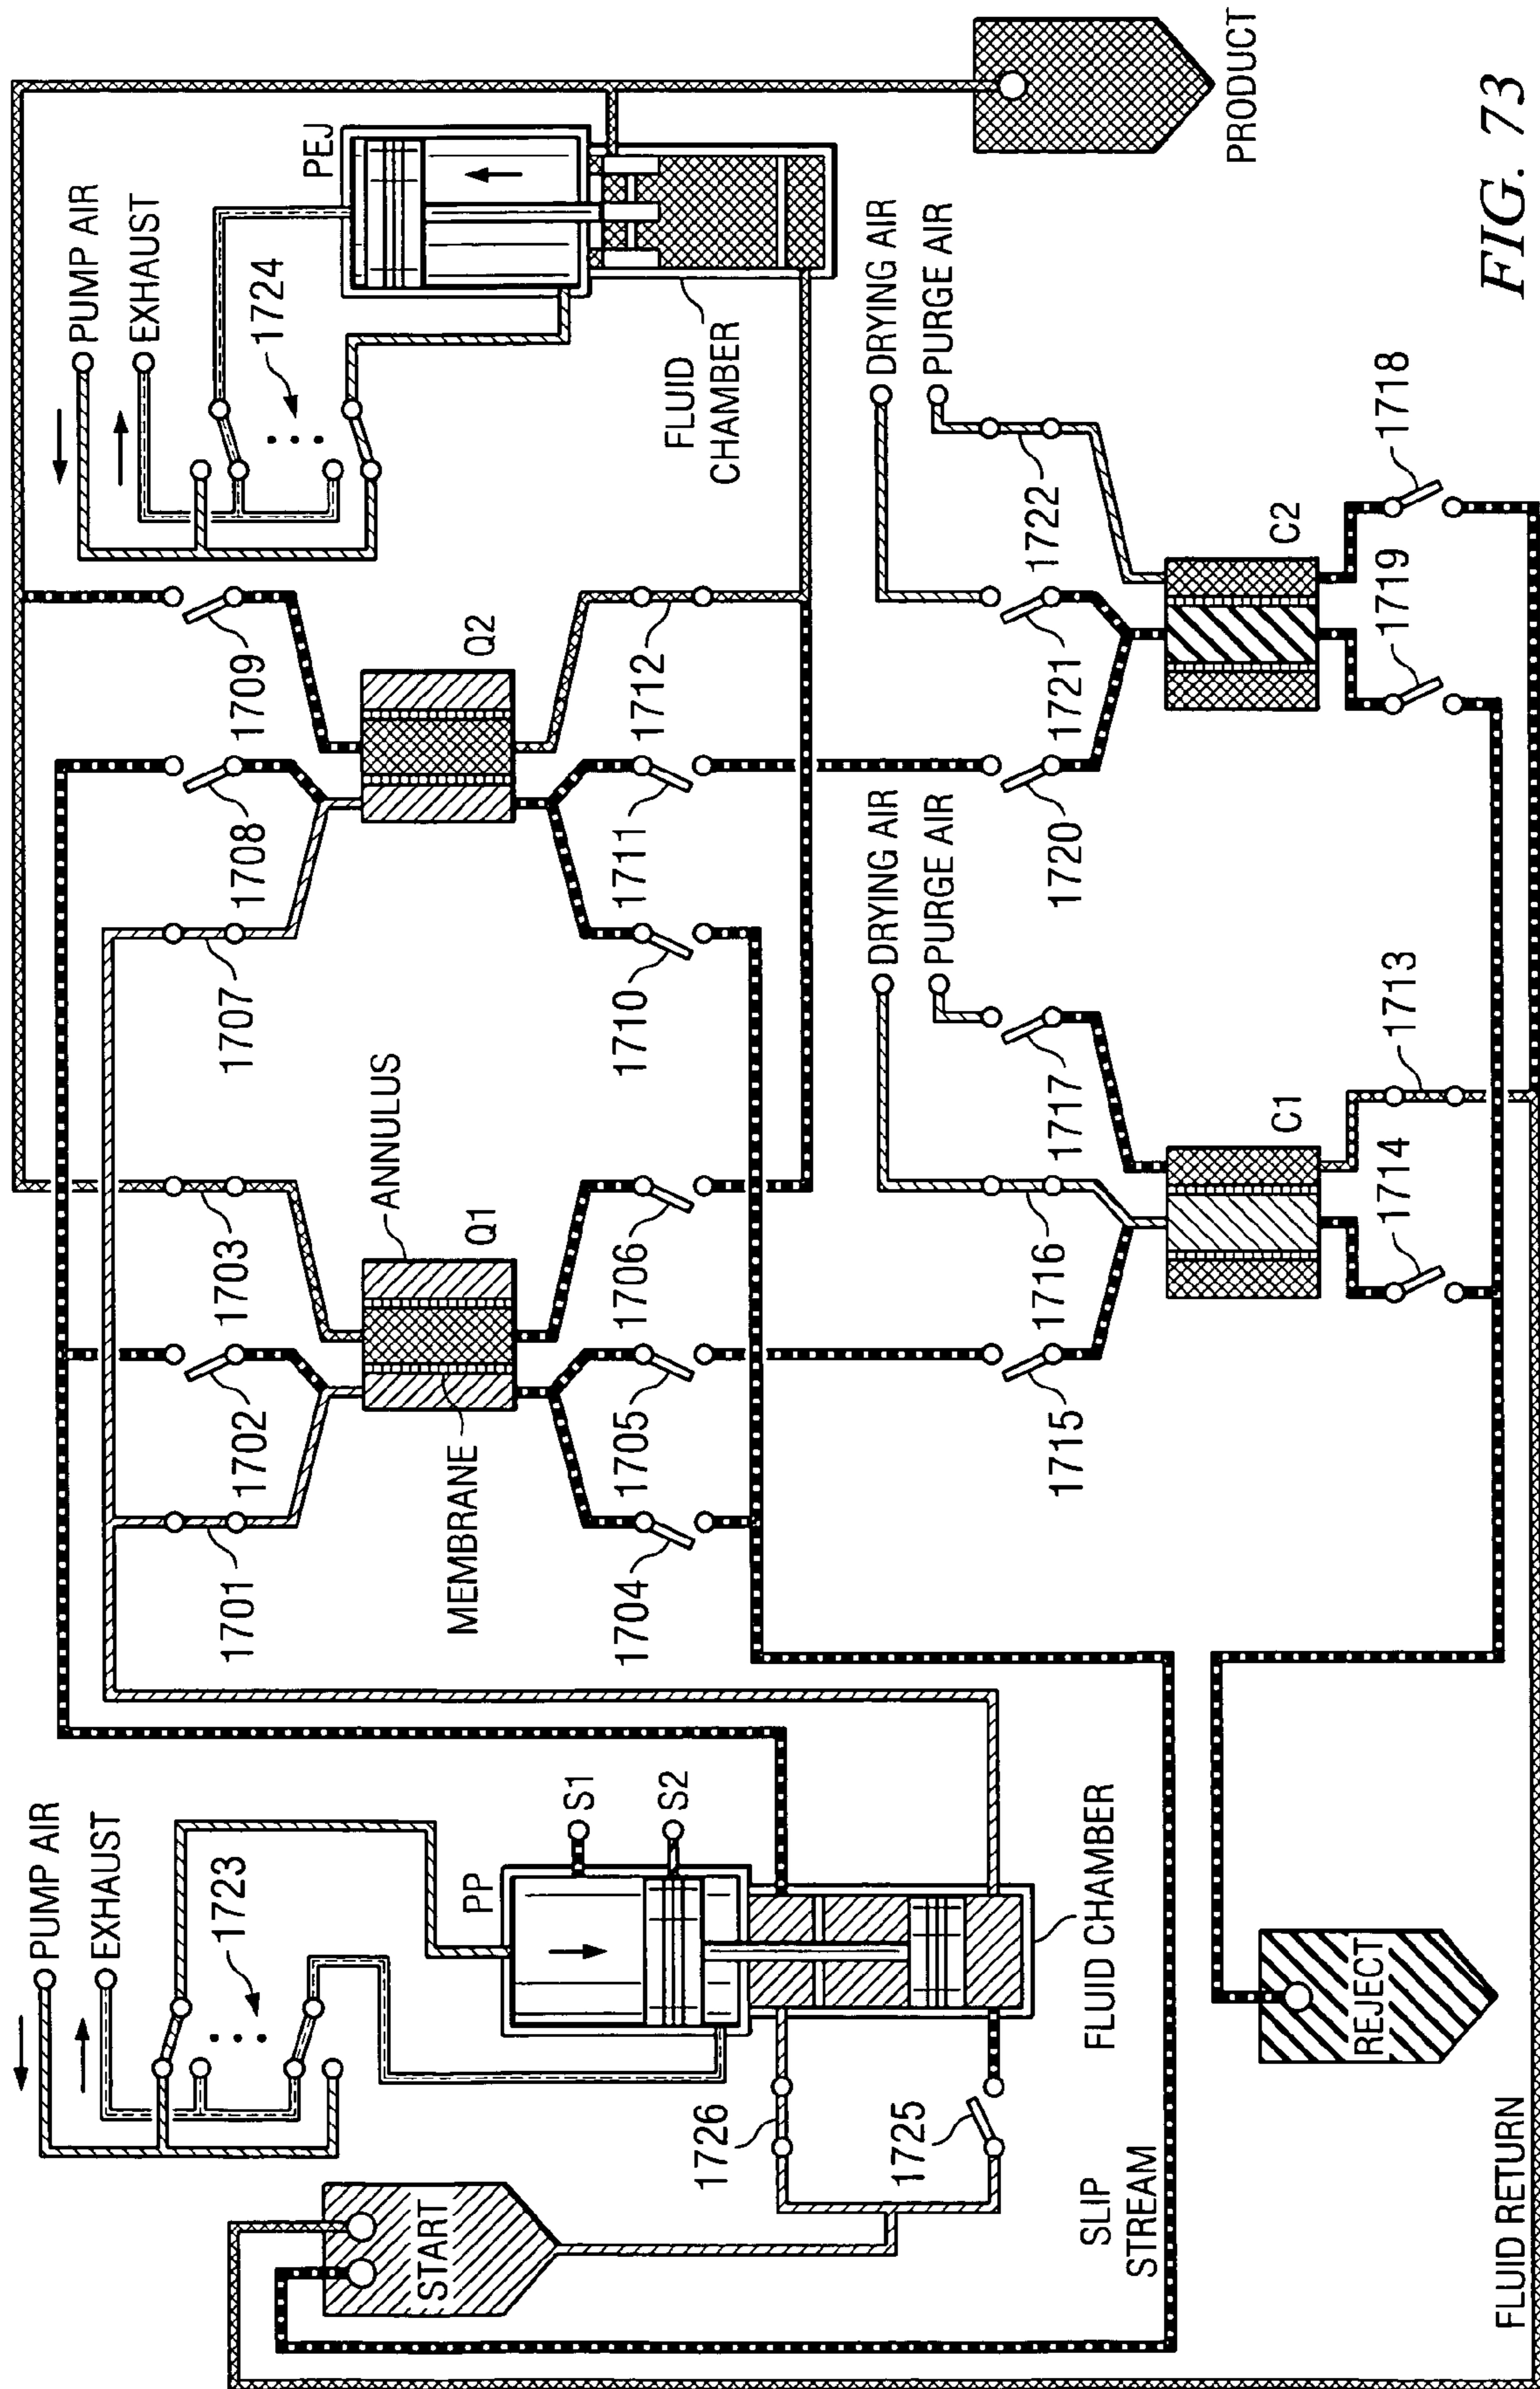 PUMP AIR
EXHAUST
1723
START
PP
S1
S2
1726
1725
FLUID CHAMBER
SLIP
STREAM
REJECT
FLUID RETURN
1701
1702
1703
ANNULUS
MEMBRANE
Q1
1704
1705
1706
1707
1708
1709
Q2
1710
1711
1712
PUMP AIR
EXHAUST
1724
PEJ
FLUID
CHAMBER
PRODUCT
DRYING AIR
PURGE AIR
1715
1716
1717
C1
1714
1713
DRYING AIR
PURGE AIR
1720
1721
1722
C2
1719
1718
FIG. 73